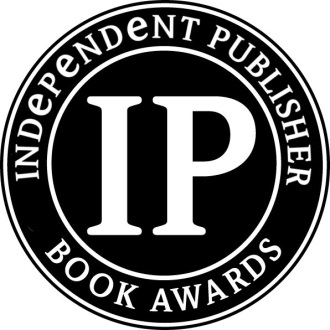 INDePeNDeNT PUBLISHER
IP
BOOK AWARDS